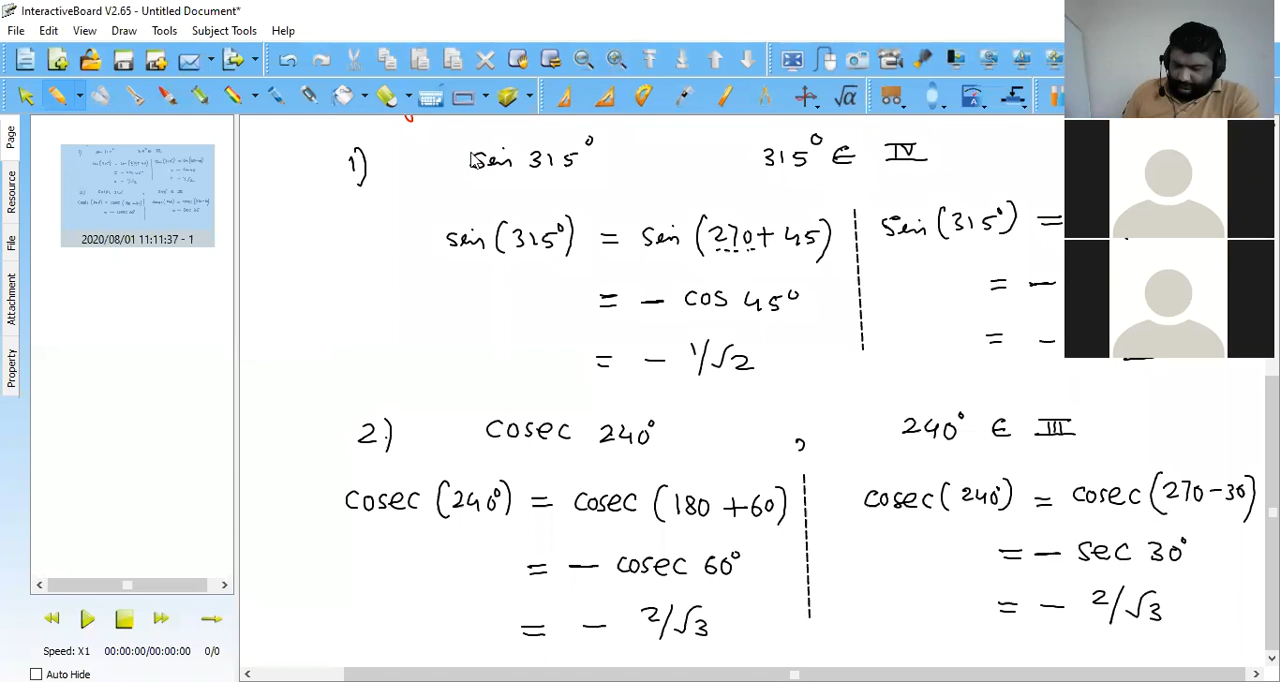 InteractiveBoard V2.65 - Untitled Document*
File Edit View Draw Tools Subject Tools Help
Page
Resource
File
Attachment
Property
2020/08/01 11:11:37 - 1
Speed: X1 00:00:00/00:00:00 0/0
Auto Hide
1) sin 315° 315° ∈ IV
sin (315°) = sin (270 + 45)
= - cos 45°
= - 1/√2
sin (315°) =
= -
= -
2.) cosec 240° , 240° ∈ III
cosec (240°) = cosec (180 + 60)
= - cosec 60°
= - 2/√3
cosec (240°) = cosec (270 - 30)
= - sec 30°
= - 2/√3